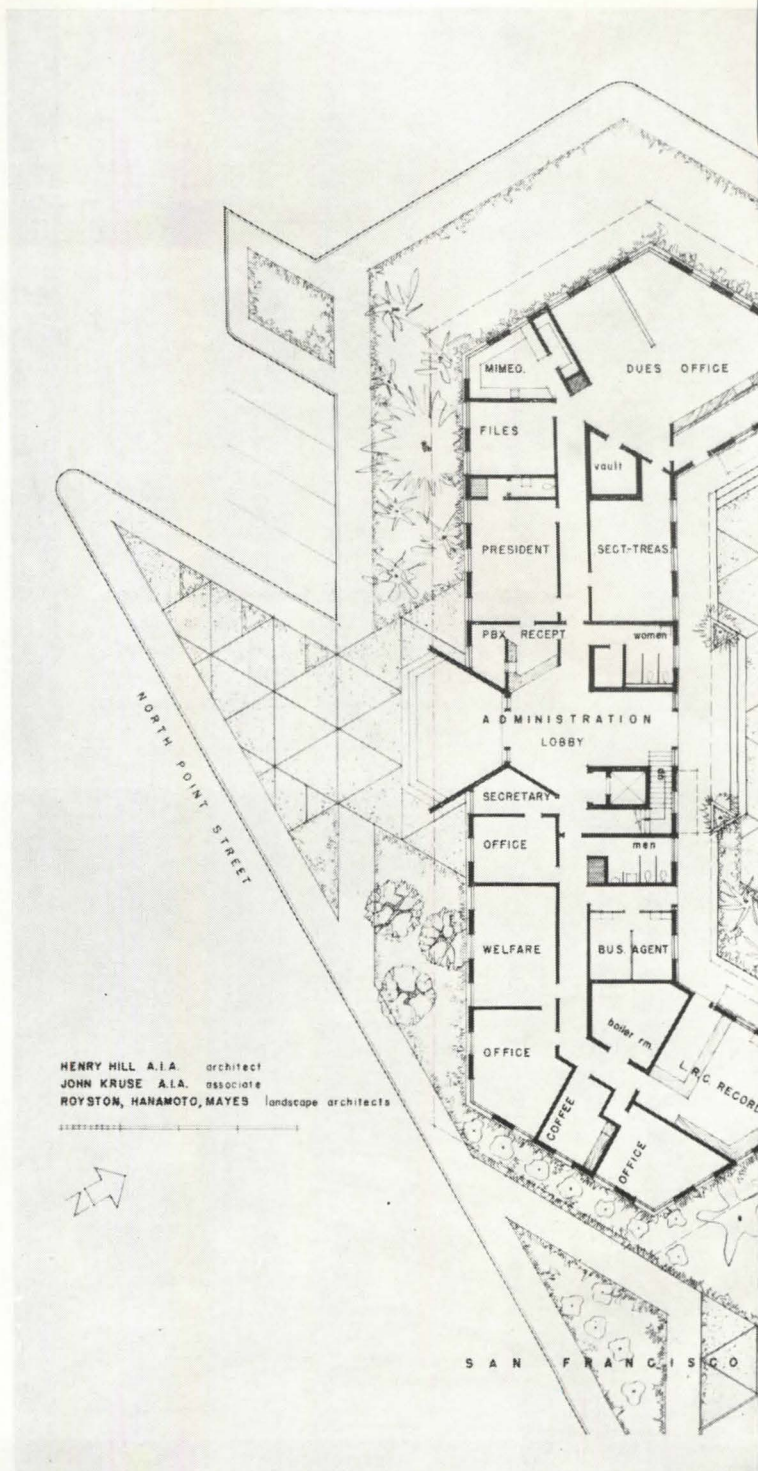 MIMEO.
DUES OFFICE
FILES
vault
PRESIDENT
SECT-TREAS.
PBX RECEPT
women
ADMINISTRATION
LOBBY
up
SECRETARY
OFFICE
men
NORTH POINT STREET
WELFARE
BUS. AGENT
boiler rm.
OFFICE
L.R.C. RECORD
COFFEE
OFFICE
HENRY HILL A.I.A. architect
JOHN KRUSE A.I.A. associate
ROYSTON, HANAMOTO, MAYES landscape architects
N
SAN FRANCISCO